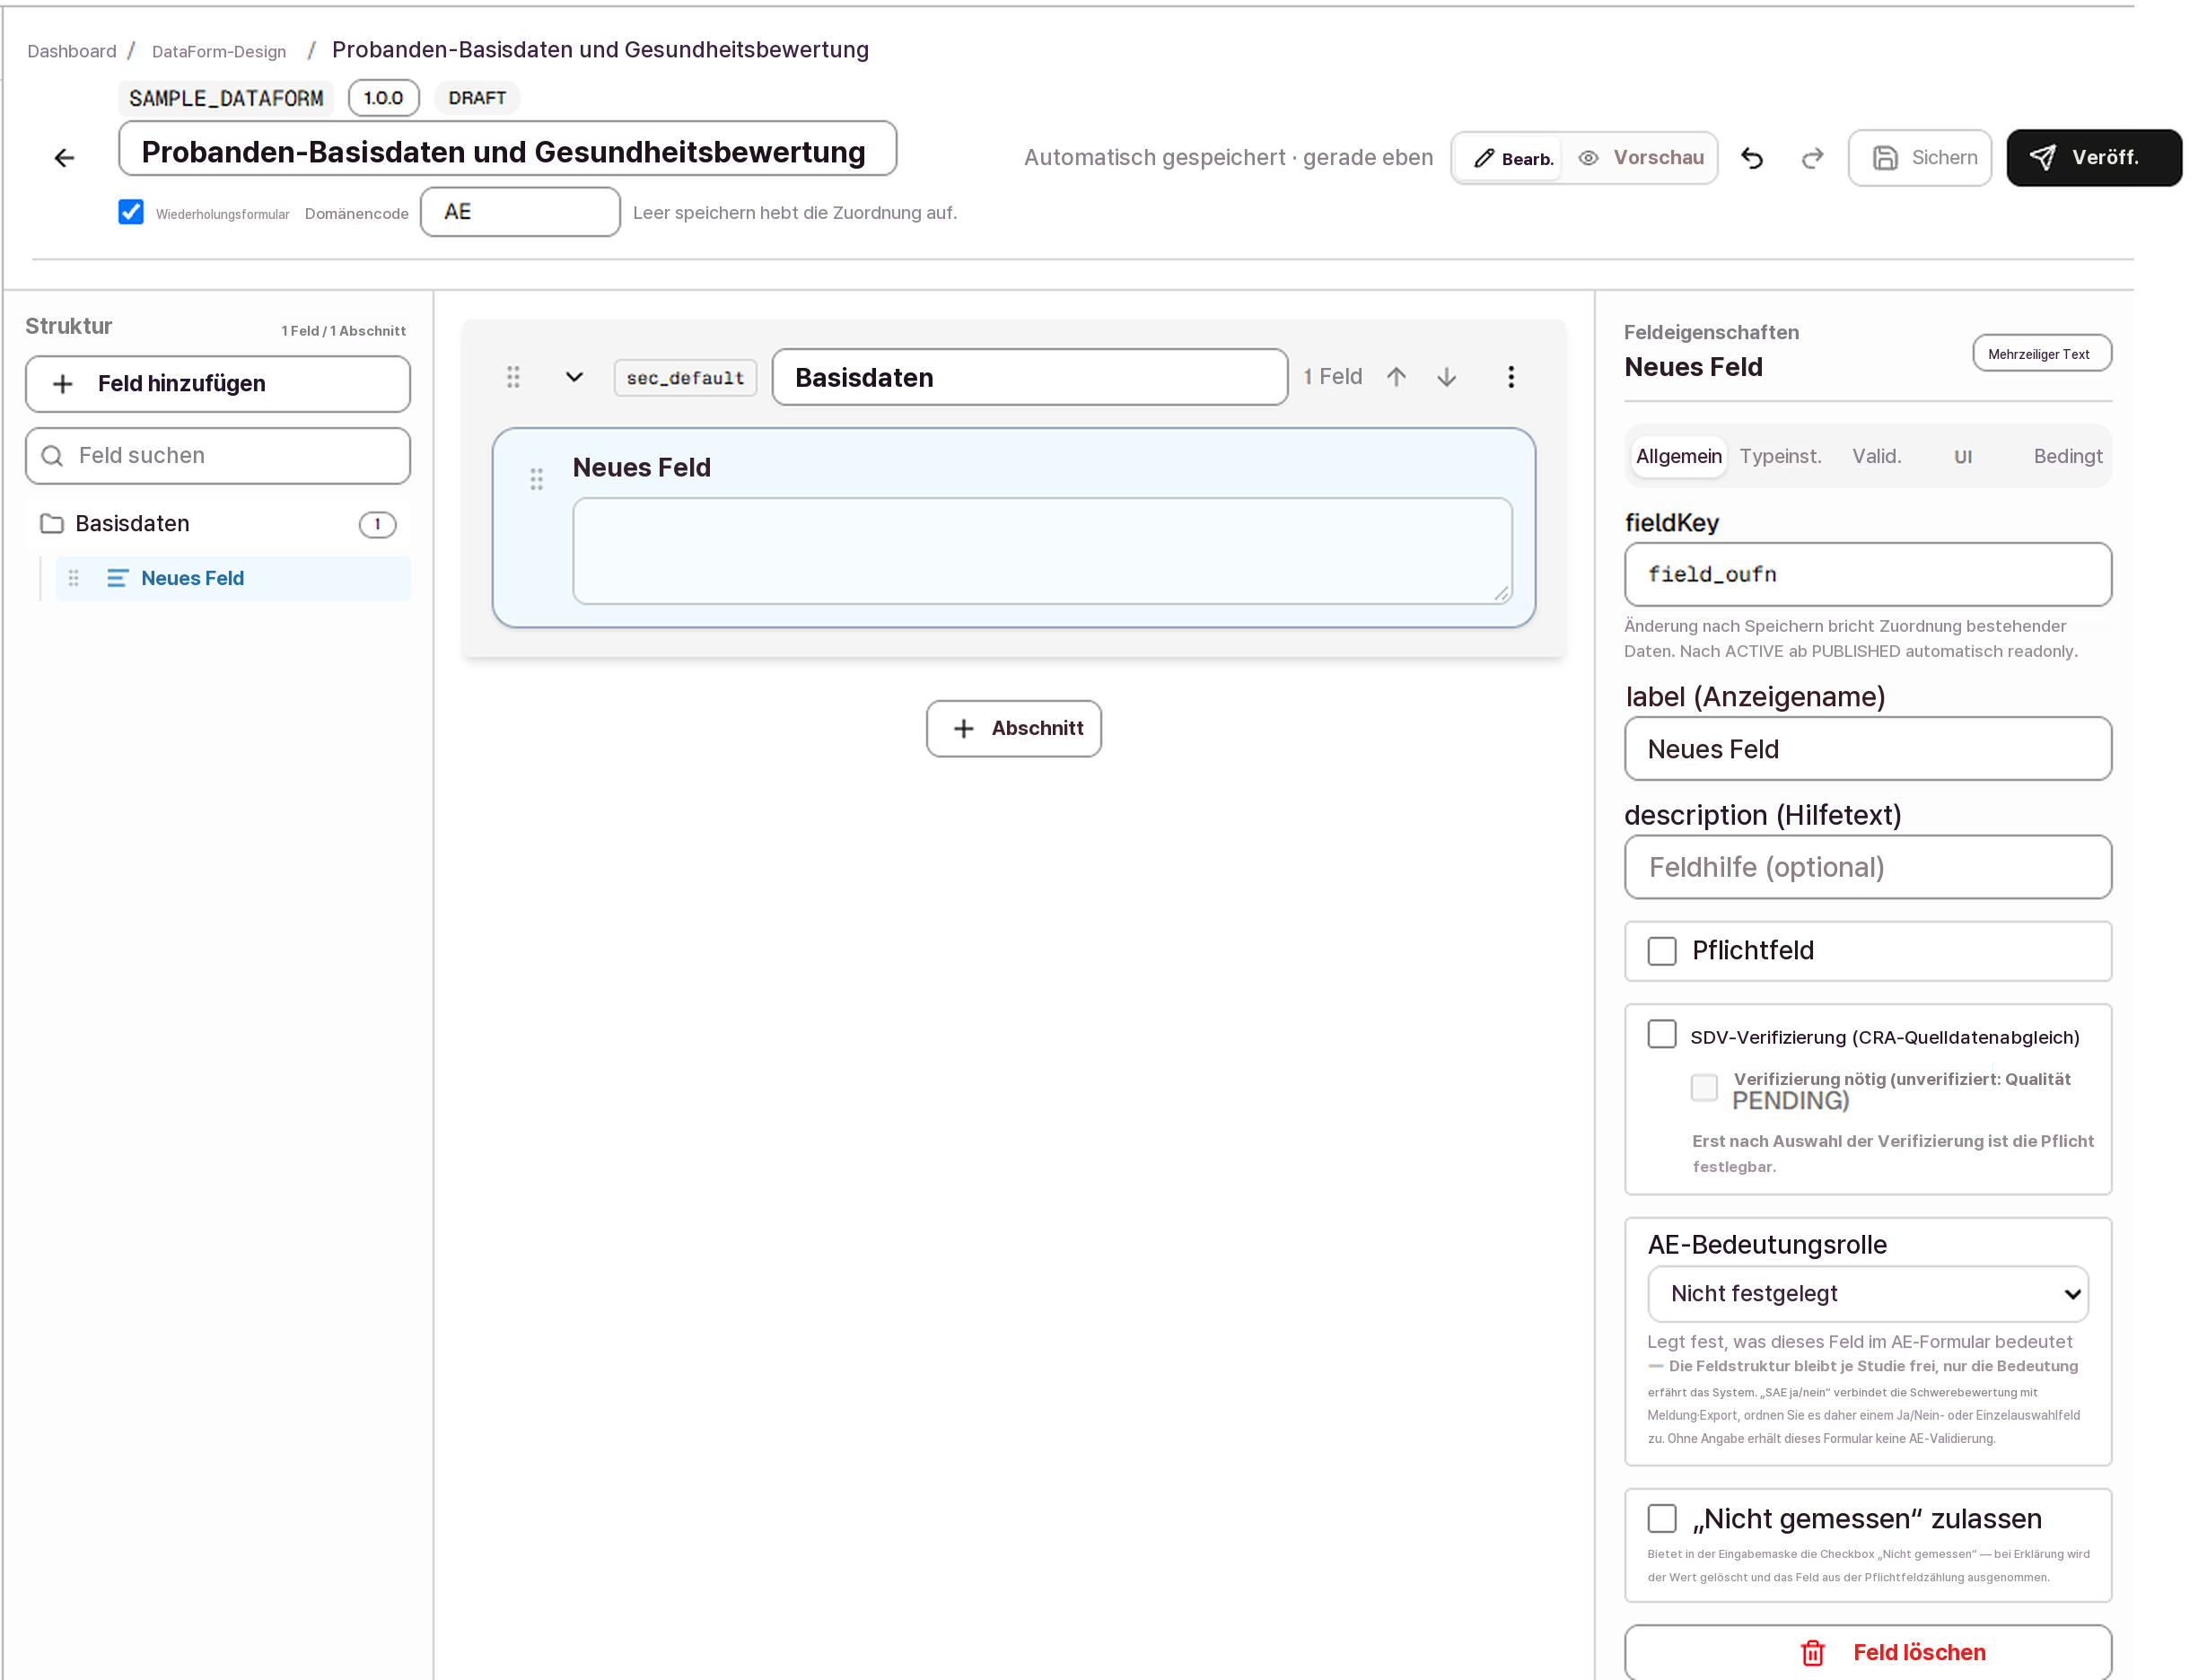 Dashboard / DataForm-Design / Probanden-Basisdaten und Gesundheitsbewertung
SAMPLE_DATAFORM 1.0.0 DRAFT
Probanden-Basisdaten und Gesundheitsbewertung
Automatisch gespeichert · gerade eben Bearb. Vorschau Sichern Veröff.
Wiederholungsformular Domänencode AE Leer speichern hebt die Zuordnung auf.
Struktur 1 Feld / 1 Abschnitt
Feld hinzufügen
Feld suchen
Basisdaten 1
Neues Feld
sec_default Basisdaten 1 Feld
Neues Feld
Abschnitt
Feldeigenschaften
Neues Feld Mehrzeiliger Text
Allgemein Typeinst. Valid. UI Bedingt
fieldKey
field_oufn
Änderung nach Speichern bricht Zuordnung bestehender
Daten. Nach ACTIVE ab PUBLISHED automatisch readonly.
label (Anzeigename)
Neues Feld
description (Hilfetext)
Feldhilfe (optional)
Pflichtfeld
SDV-Verifizierung (CRA-Quelldatenabgleich)
Verifizierung nötig (unverifiziert: Qualität
PENDING)
Erst nach Auswahl der Verifizierung ist die Pflicht
festlegbar.
AE-Bedeutungsrolle
Nicht festgelegt
Legt fest, was dieses Feld im AE-Formular bedeutet
— Die Feldstruktur bleibt je Studie frei, nur die Bedeutung
erfährt das System. „SAE ja/nein“ verbindet die Schwerebewertung mit
Meldung·Export, ordnen Sie es daher einem Ja/Nein- oder Einzelauswahlfeld
zu. Ohne Angabe erhält dieses Formular keine AE-Validierung.
„Nicht gemessen“ zulassen
Bietet in der Eingabemaske die Checkbox „Nicht gemessen“ — bei Erklärung wird
der Wert gelöscht und das Feld aus der Pflichtfeldzählung ausgenommen.
Feld löschen